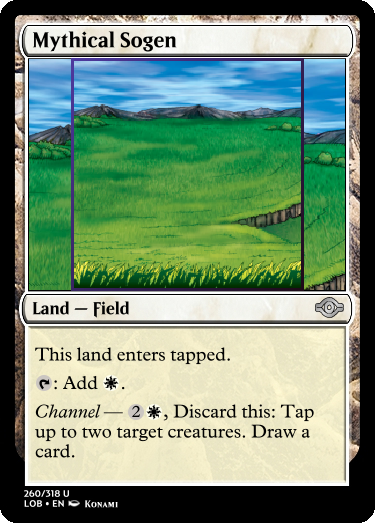 Mythical Sogen
Land — Field
This land enters tapped.
: Add .
Channel — 2 , Discard this: Tap
up to two target creatures. Draw a
card.
260/318 U
LOB • EN Konami